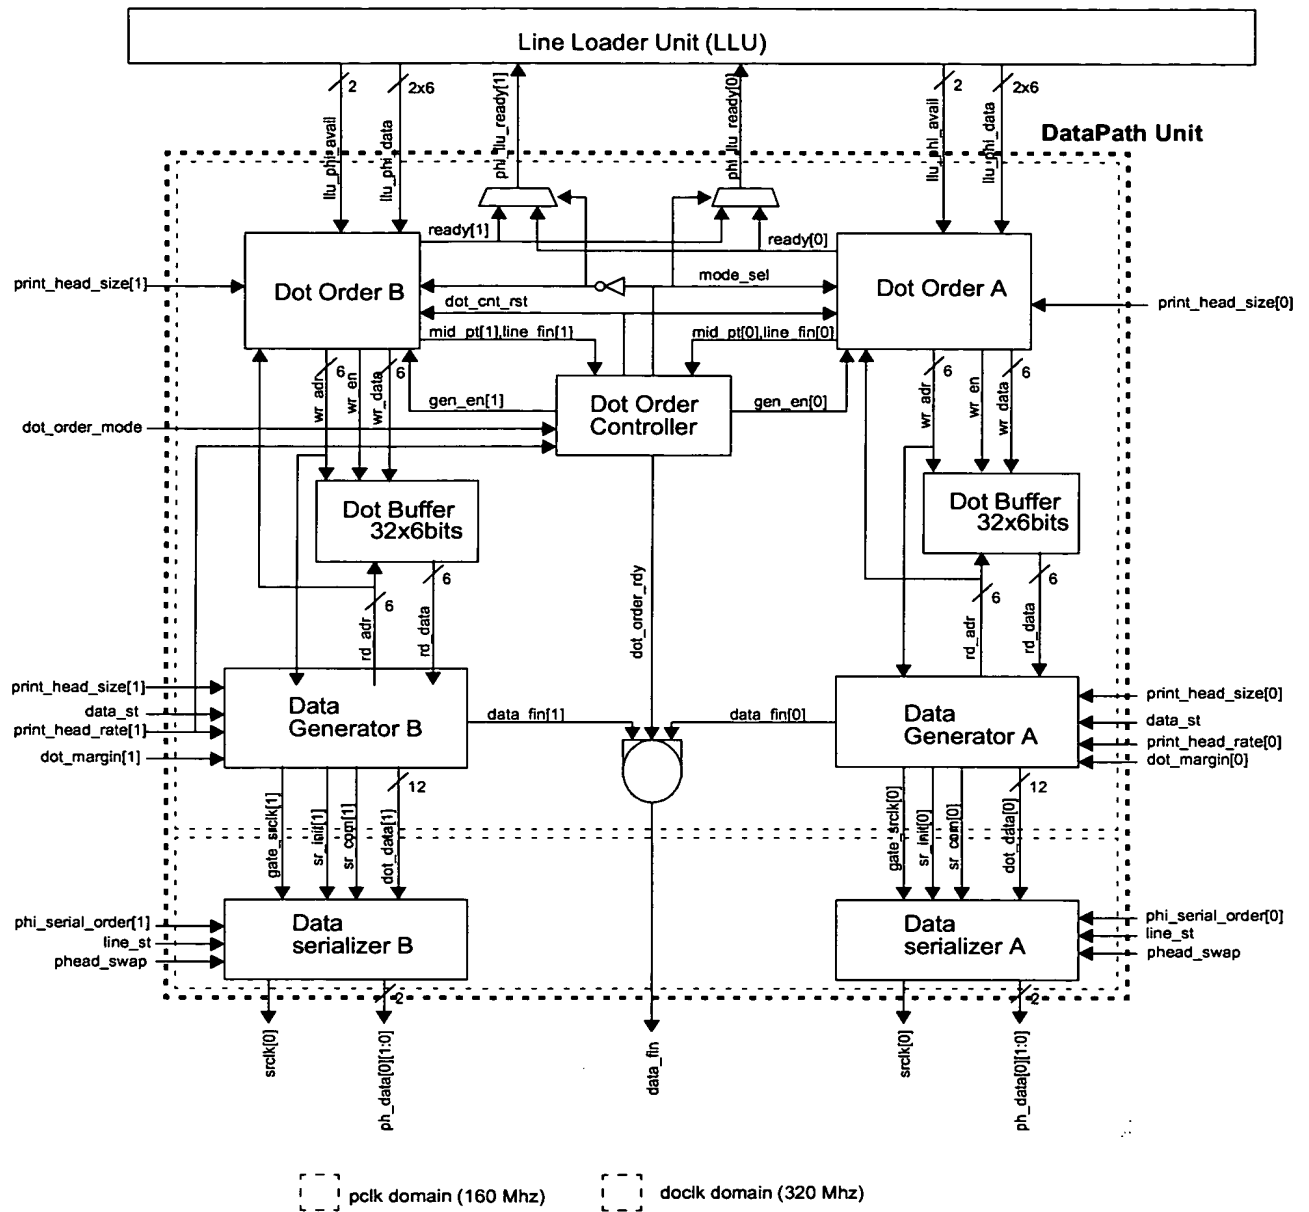 Line Loader Unit (LLU)
2
2x6
2
2x6
llu_phi_avail
llu_phi_data
phi_llu_ready[1]
phi_llu_ready[0]
llu_phi_avail
llu_phi_data
DataPath Unit
ready[1]
ready[0]
print_head_size[1]
Dot Order B
mode_sel
Dot Order A
print_head_size[0]
dot_cnt_rst
mid_pt[1],line_fin[1]
mid_pt[0],line_fin[0]
6
6
wr_adr
wr_en
wr_data
gen_en[1]
Dot Order
Controller
gen_en[0]
6
6
wr_adr
wr_en
wr_data
dot_order_mode
Dot Buffer
32x6bits
Dot Buffer
32x6bits
6
6
rd_adr
rd_data
dot_order_rdy
6
6
rd_adr
rd_data
print_head_size[1]
data_st
print_head_rate[1]
dot_margin[1]
Data
Generator B
data_fin[1]
data_fin[0]
Data
Generator A
print_head_size[0]
data_st
print_head_rate[0]
dot_margin[0}
12
12
gate_srclk[1]
sr_init[1]
sr_com[1]
dot_data[1]
gate_srclk[0]
sr_init[0]
sr_com[0]
dot_data[0]
phi_serial_order[1]
line_st
phead_swap
Data
serializer B
Data
serializer A
phi_serial_order[0]
line_st
phead_swap
2
2
srclk[0]
ph_data[0][1:0]
data_fin
srclk[0]
ph_data[0][1:0]
pclk domain (160 Mhz)
doclk domain (320 Mhz)